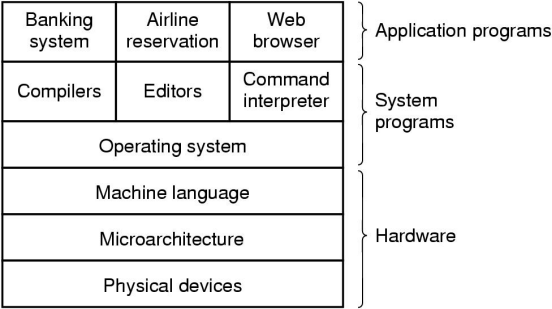 Banking
system
Airline
reservation
Web
browser
Application programs
Compilers
Editors
Command
interpreter
System
programs
Operating system
Machine language
Microarchitecture
Hardware
Physical devices